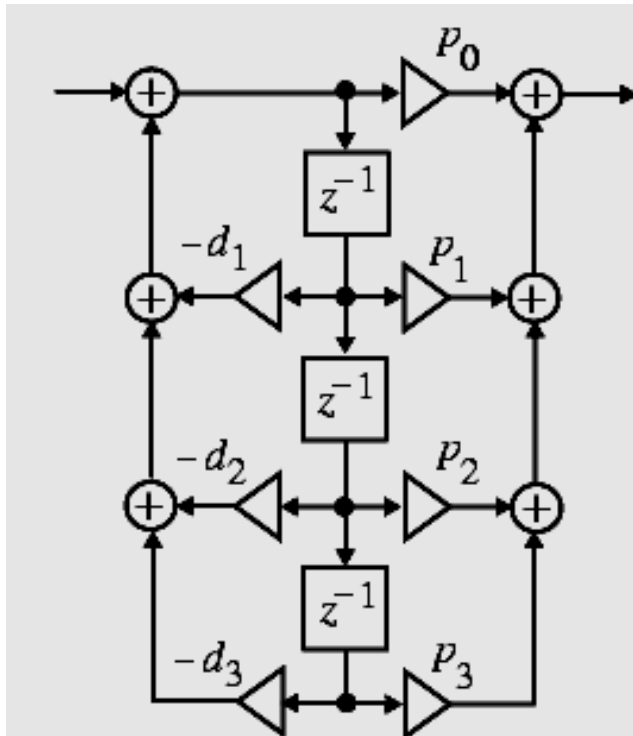 p₀
z⁻¹
-d₁ p₁
z⁻¹
-d₂ p₂
z⁻¹
-d₃ p₃